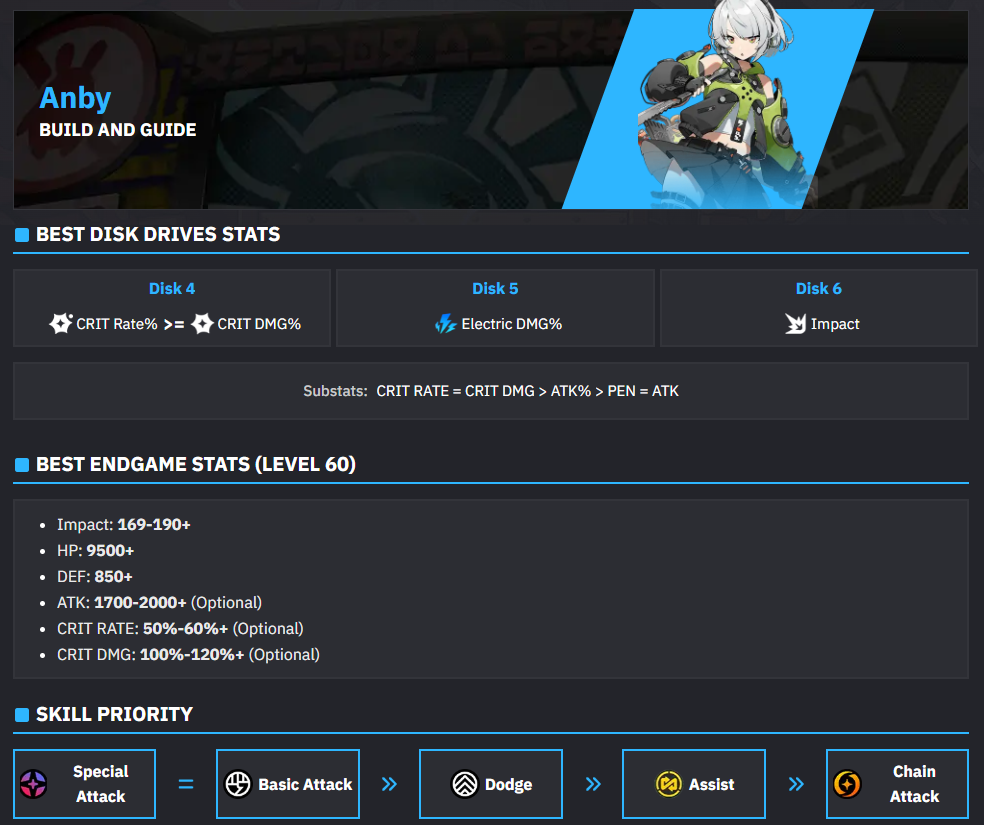 Anby
BUILD AND GUIDE
BEST DISK DRIVES STATS
Disk 4
CRIT Rate% >= CRIT DMG%
Disk 5
Electric DMG%
Disk 6
Impact
Substats: CRIT RATE = CRIT DMG > ATK% > PEN = ATK
BEST ENDGAME STATS (LEVEL 60)
• Impact: 169-190+
• HP: 9500+
• DEF: 850+
• ATK: 1700-2000+ (Optional)
• CRIT RATE: 50%-60%+ (Optional)
• CRIT DMG: 100%-120%+ (Optional)
SKILL PRIORITY
Special
Attack
=
Basic Attack
»
Dodge
»
Assist
»
Chain
Attack